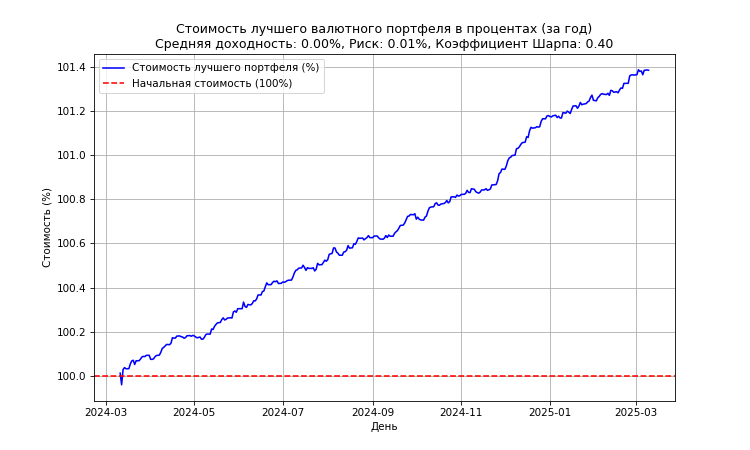 Стоимость лучшего валютного портфеля в процентах (за год)
Средняя доходность: 0.00%, Риск: 0.01%, Коэффициент Шарпа: 0.40
Стоимость лучшего портфеля (%)
Начальная стоимость (100%)
Стоимость (%)
101.4
101.2
101.0
100.8
100.6
100.4
100.2
100.0
2024-03
2024-05
2024-07
2024-09
2024-11
2025-01
2025-03
День